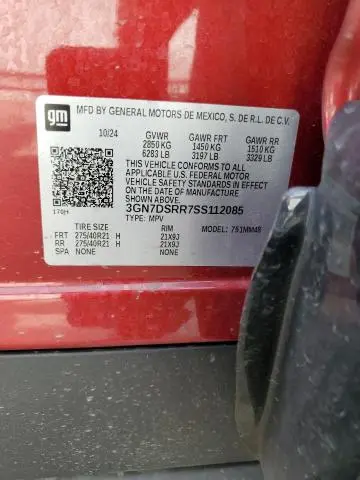 gm
MFD BY GENERAL MOTORS DE MEXICO, S. DE R.L. DE C.V.
10/24 GVWR GAWR FRT GAWR RR
2850 KG 1450 KG 1510 KG
6283 LB 3197 LB 3329 LB
THIS VEHICLE CONFORMS TO ALL
APPLICABLE U.S. FEDERAL MOTOR
VEHICLE SAFETY STANDARDS IN
EFFECT ON THE DATE OF
MANUFACTURE SHOWN ABOVE.
3GN7DSRR7SS112085
TYPE: MPV
TIRE SIZE RIM MODEL:
FRT 275/40R21 H 21X9J
RR 275/40R21 H 21X9J
SPA NONE NONE